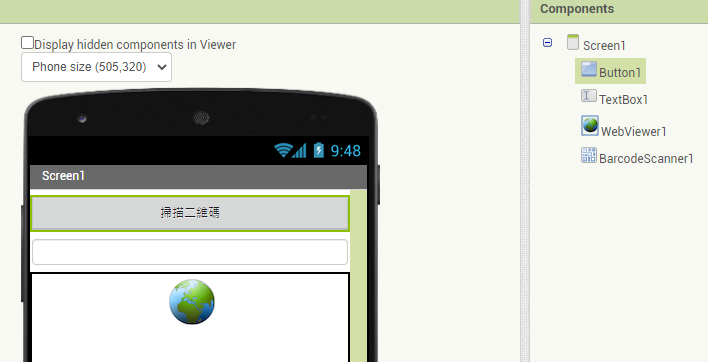 Components
Display hidden components in Viewer
Phone size (505,320)
9:48
Screen1
掃描二維碼
Screen1
Button1
TextBox1
WebViewer1
BarcodeScanner1